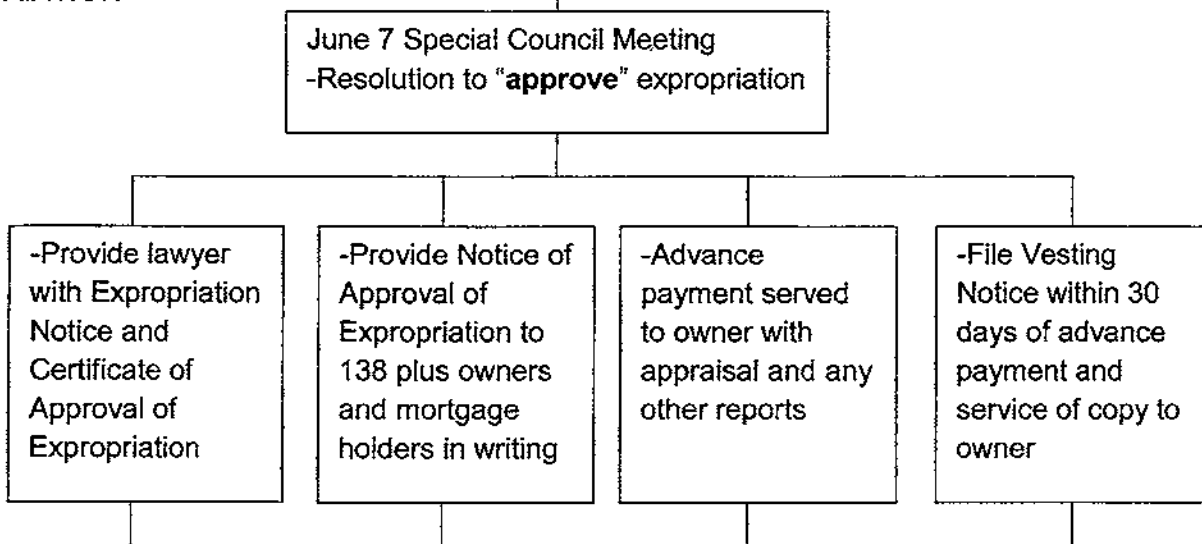 June 7 Special Council Meeting
-Resolution to "approve" expropriation
-Provide lawyer
with Expropriation
Notice and
Certificate of
Approval of
Expropriation
-Provide Notice of
Approval of
Expropriation to
138 plus owners
and mortgage
holders in writing
-Advance
payment served
to owner with
appraisal and any
other reports
-File Vesting
Notice within 30
days of advance
payment and
service of copy to
owner